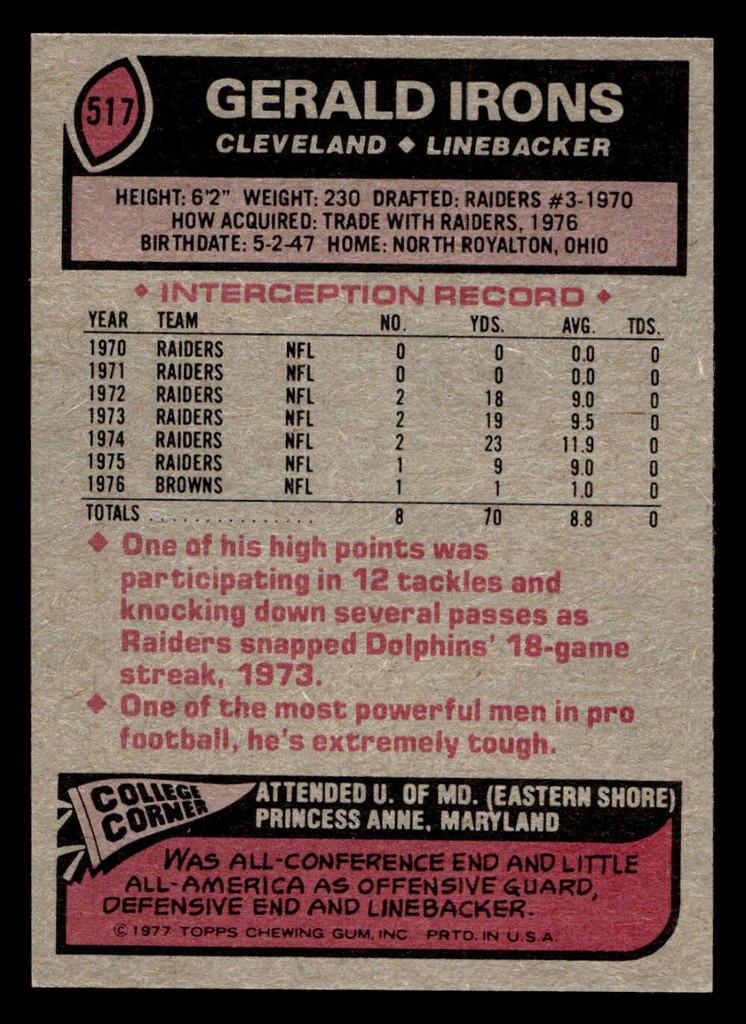 517
GERALD IRONS
CLEVELAND ◆ LINEBACKER
HEIGHT: 6'2" WEIGHT: 230 DRAFTED: RAIDERS #3-1970
HOW ACQUIRED: TRADE WITH RAIDERS, 1976
BIRTHDATE: 5-2-47 HOME: NORTH ROYALTON, OHIO
◆ INTERCEPTION RECORD ◆
YEAR TEAM NO. YDS. AVG. TDS.
1970 RAIDERS NFL 0 0 0.0 0
1971 RAIDERS NFL 0 0 0.0 0
1972 RAIDERS NFL 2 18 9.0 0
1973 RAIDERS NFL 2 19 9.5 0
1974 RAIDERS NFL 2 23 11.9 0
1975 RAIDERS NFL 1 9 9.0 0
1976 BROWNS NFL 1 1 1.0 0
TOTALS ................ 8 70 8.8 0
◆ One of his high points was
participating in 12 tackles and
knocking down several passes as
Raiders snapped Dolphins' 18-game
streak, 1973.
◆ One of the most powerful men in pro
football, he's extremely tough.
COLLEGE
CORNER
ATTENDED U. OF MD. (EASTERN SHORE)
PRINCESS ANNE, MARYLAND
WAS ALL-CONFERENCE END AND LITTLE
ALL-AMERICA AS OFFENSIVE GUARD,
DEFENSIVE END AND LINEBACKER.
© 1977 TOPPS CHEWING GUM, INC. PRTD. IN U.S.A.